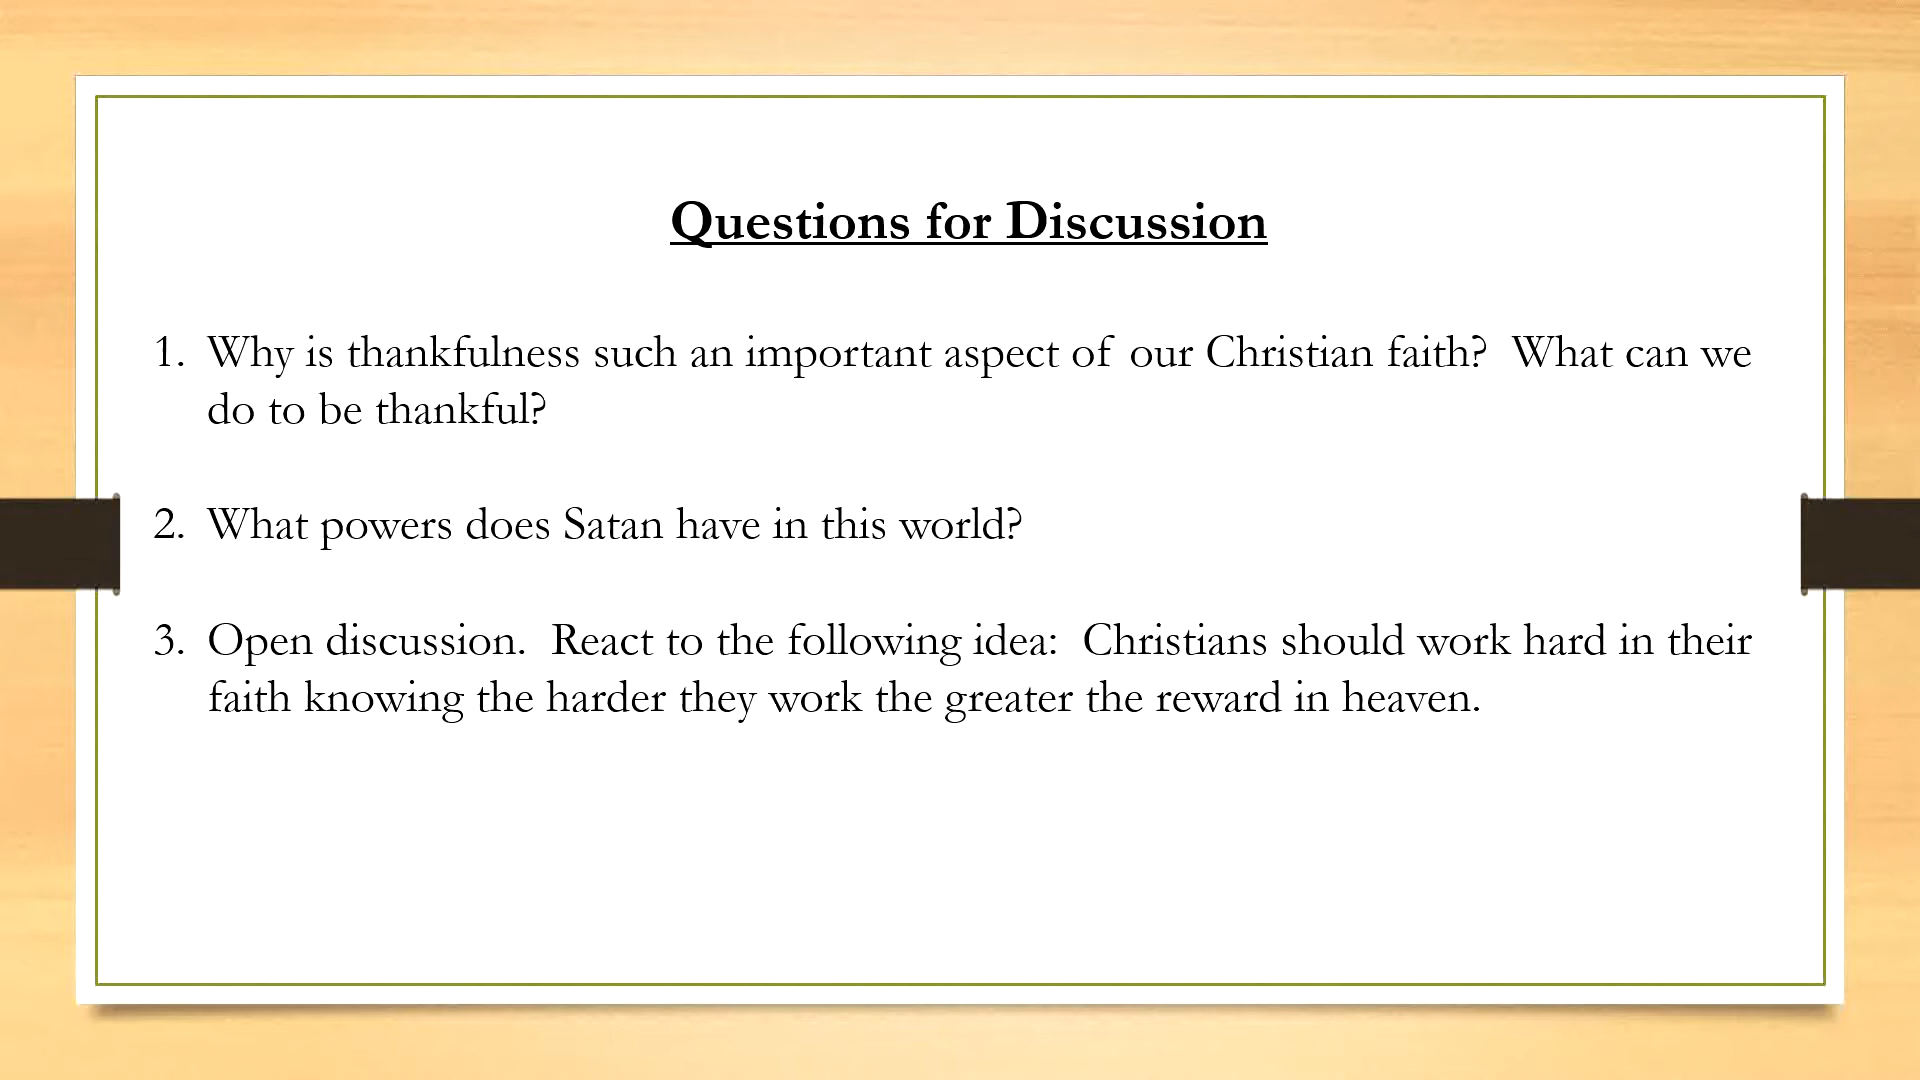 Questions for Discussion
1. Why is thankfulness such an important aspect of our Christian faith?  What can we
do to be thankful?
2. What powers does Satan have in this world?
3. Open discussion.  React to the following idea:  Christians should work hard in their
faith knowing the harder they work the greater the reward in heaven.